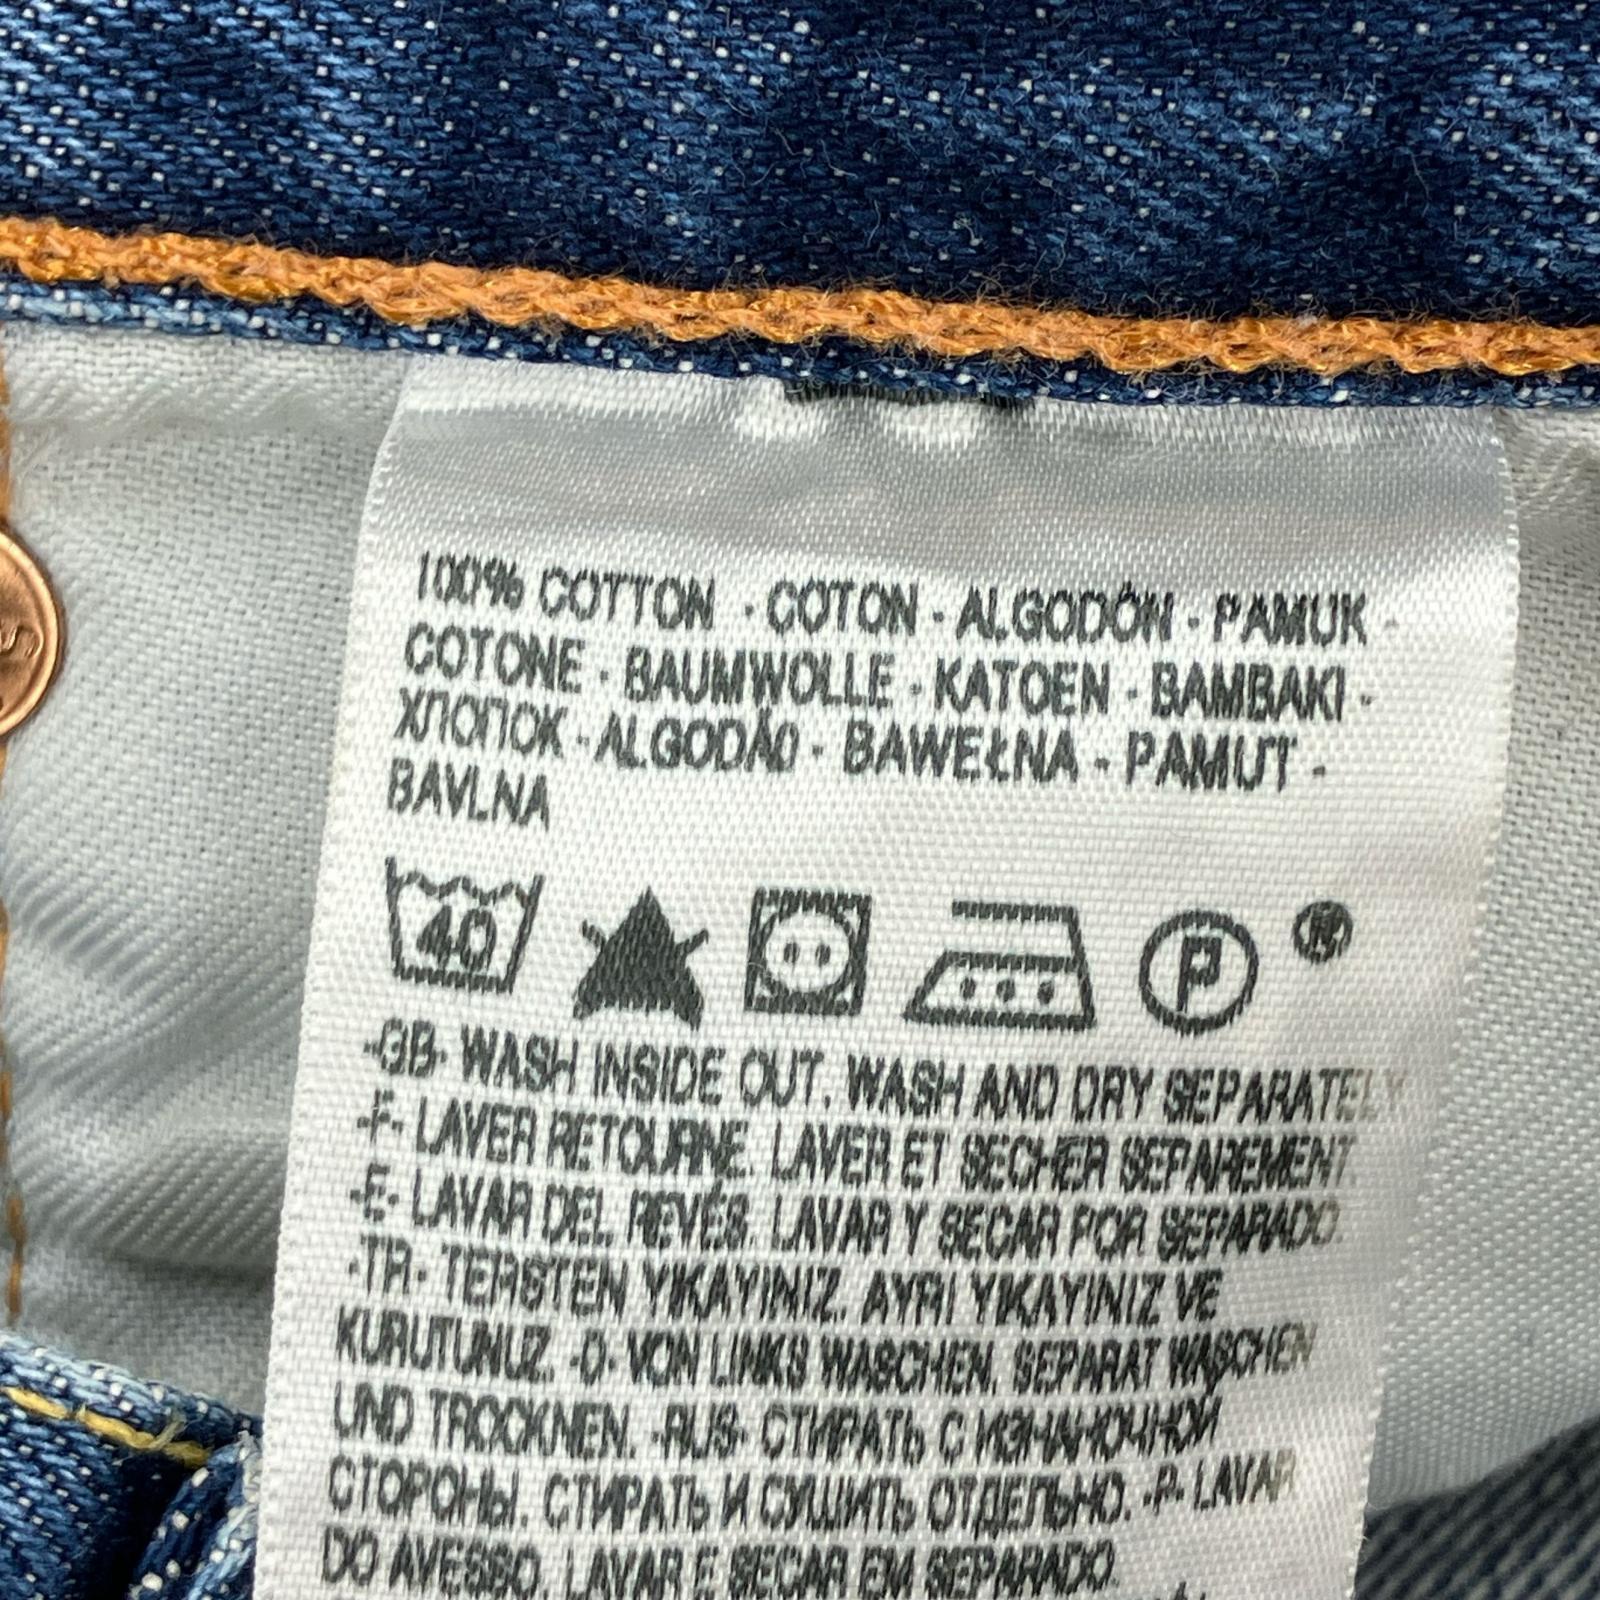 100% COTTON - COTON - ALGODÓN - PAMUK -
COTONE - BAUMWOLLE - KATOEN - BAMBAKI -
ХЛОПОК - ALGODÃO - BAWEŁNA - PAMUT -
BAVLNA
40 P ®
-GB- WASH INSIDE OUT. WASH AND DRY SEPARATELY
-F- LAVER RETOURNE. LAVER ET SECHER SEPAREMENT
-E- LAVAR DEL REVÉS. LAVAR Y SECAR POR SEPARADO.
-TR- TERSTEN YIKAYINIZ. AYRI YIKAYINIZ VE
KURUTUNUZ. -D- VON LINKS WASCHEN. SEPARAT WASCHEN
UND TROCKNEN. -RUS- СТИРАТЬ С ИЗНАНОЧНОЙ
СТОРОНЫ. СТИРАТЬ И СУШИТЬ ОТДЕЛЬНО. -P- LAVAR
DO AVESSO. LAVAR E SECAR EM SEPARADO.